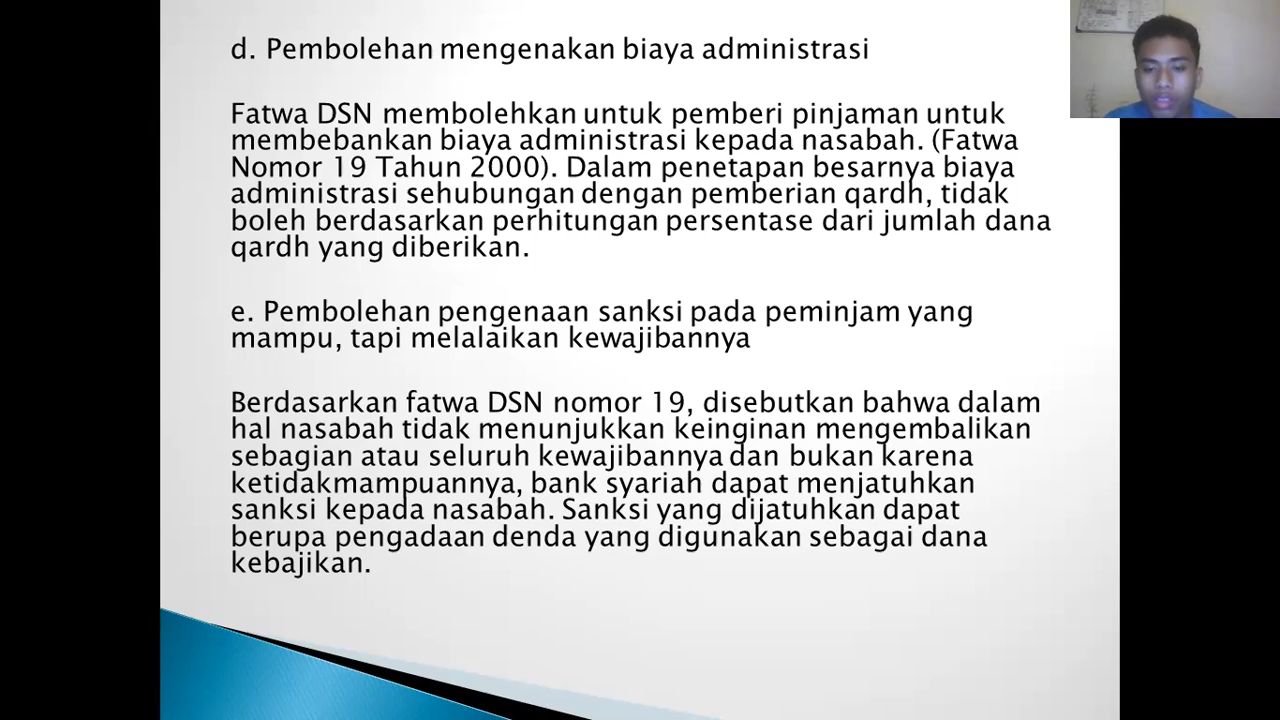 d. Pembolehan mengenakan biaya administrasi
Fatwa DSN membolehkan untuk pemberi pinjaman untuk
membebankan biaya administrasi kepada nasabah. (Fatwa
Nomor 19 Tahun 2000). Dalam penetapan besarnya biaya
administrasi sehubungan dengan pemberian qardh, tidak
boleh berdasarkan perhitungan persentase dari jumlah dana
qardh yang diberikan.
e. Pembolehan pengenaan sanksi pada peminjam yang
mampu, tapi melalaikan kewajibannya
Berdasarkan fatwa DSN nomor 19, disebutkan bahwa dalam
hal nasabah tidak menunjukkan keinginan mengembalikan
sebagian atau seluruh kewajibannya dan bukan karena
ketidakmampuannya, bank syariah dapat menjatuhkan
sanksi kepada nasabah. Sanksi yang dijatuhkan dapat
berupa pengadaan denda yang digunakan sebagai dana
kebajikan.